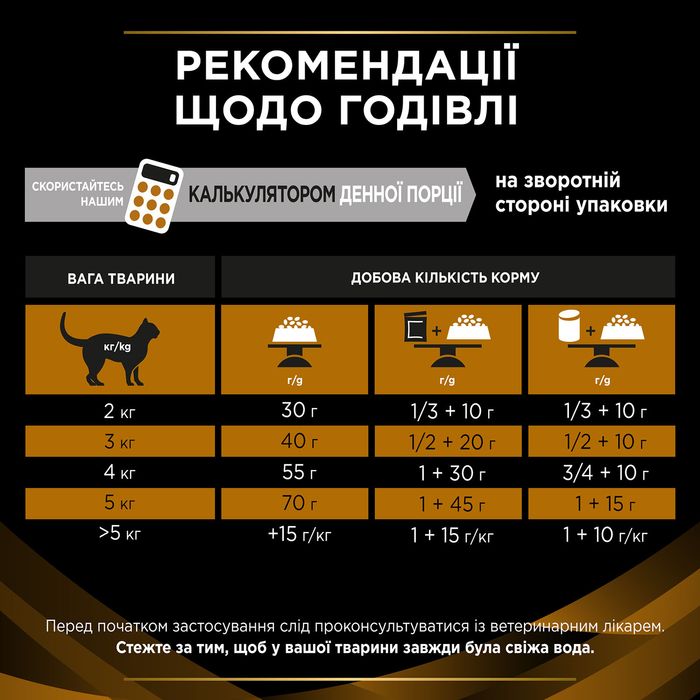 РЕКОМЕНДАЦІЇ
ЩОДО ГОДІВЛІ
СКОРИСТАЙТЕСЬ
НАШИМ
КАЛЬКУЛЯТОРОМ ДЕННОЇ ПОРЦІЇ
на зворотній
стороні упаковки
ВАГА ТВАРИНИ ДОБОВА КІЛЬКІСТЬ КОРМУ
кг/kg
+ +
г/g г/g г/g
2 кг 30 г 1/3 + 10 г 1/3 + 10 г
3 кг 40 г 1/2 + 20 г 1/2 + 10 г
4 кг 55 г 1 + 30 г 3/4 + 10 г
5 кг 70 г 1 + 45 г 1 + 15 г
>5 кг +15 г/кг 1 + 15 г/кг 1 + 10 г/кг
Перед початком застосування слід проконсультуватися із ветеринарним лікарем.
Стежте за тим, щоб у вашої тварини завжди була свіжа вода.